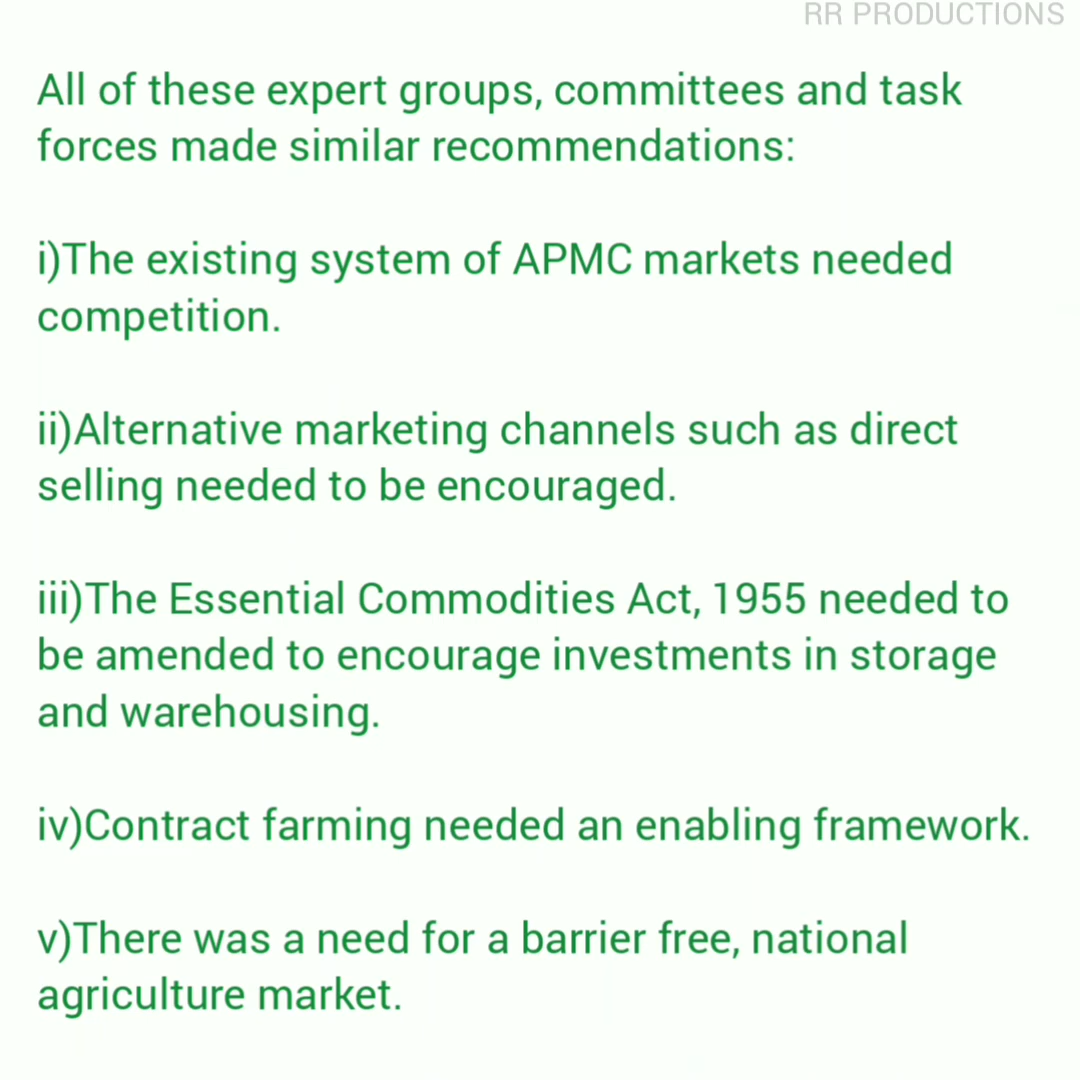 RR PRODUCTIONS
All of these expert groups, committees and task
forces made similar recommendations:
i)The existing system of APMC markets needed
competition.
ii)Alternative marketing channels such as direct
selling needed to be encouraged.
iii)The Essential Commodities Act, 1955 needed to
be amended to encourage investments in storage
and warehousing.
iv)Contract farming needed an enabling framework.
v)There was a need for a barrier free, national
agriculture market.